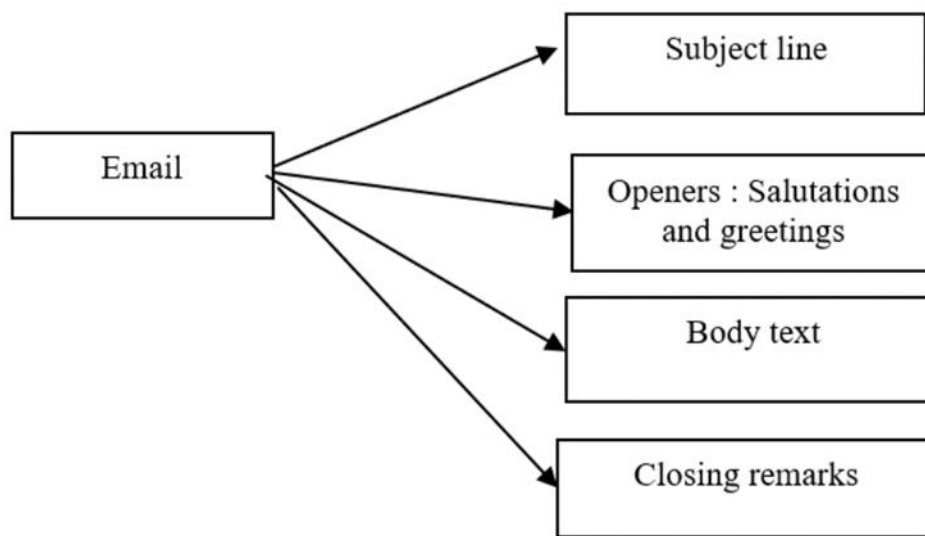 Subject line
Email
Openers : Salutations
and greetings
Body text
Closing remarks